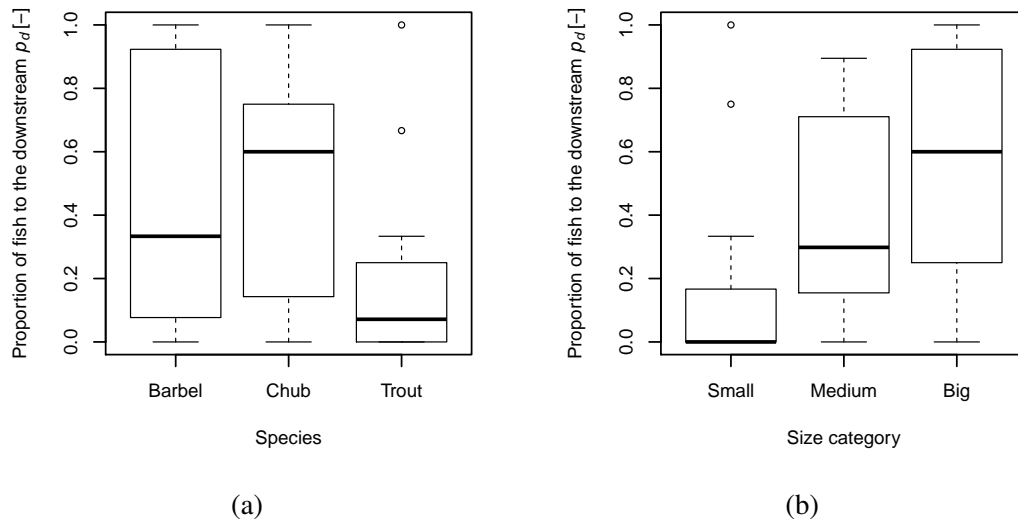 Proportion of fish to the downstream p_d [−]
0.0 0.2 0.4 0.6 0.8 1.0
Barbel Chub Trout
Species
(a)
Proportion of fish to the downstream p_d [−]
0.0 0.2 0.4 0.6 0.8 1.0
Small Medium Big
Size category
(b)